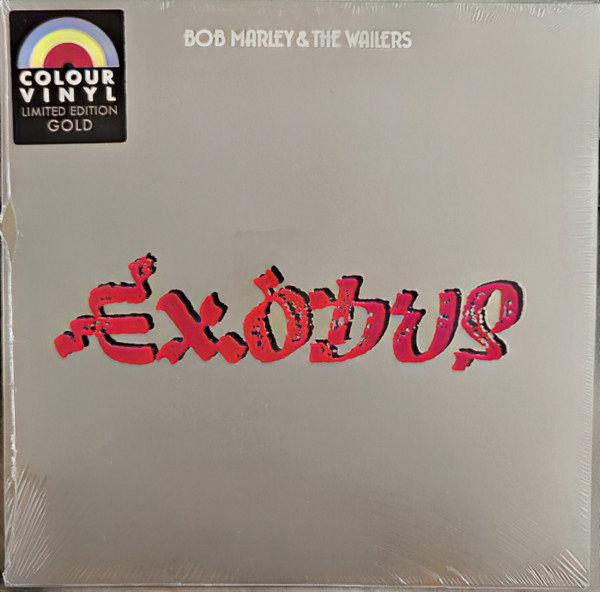 BOB MARLEY & THE WAILERS
COLOUR
VINYL
LIMITED EDITION
GOLD
Exodus